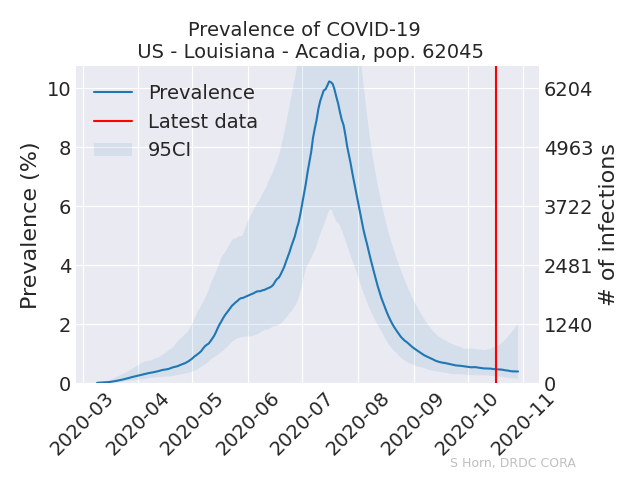 Prevalence of COVID-19
US - Louisiana - Acadia, pop. 62045
Prevalence
Latest data
95CI
Prevalence (%)
10
8
6
4
2
0
6204
4963
3722
2481
1240
0
# of infections
2020-03
2020-04
2020-05
2020-06
2020-07
2020-08
2020-09
2020-10
2020-11
S Horn, DRDC CORA